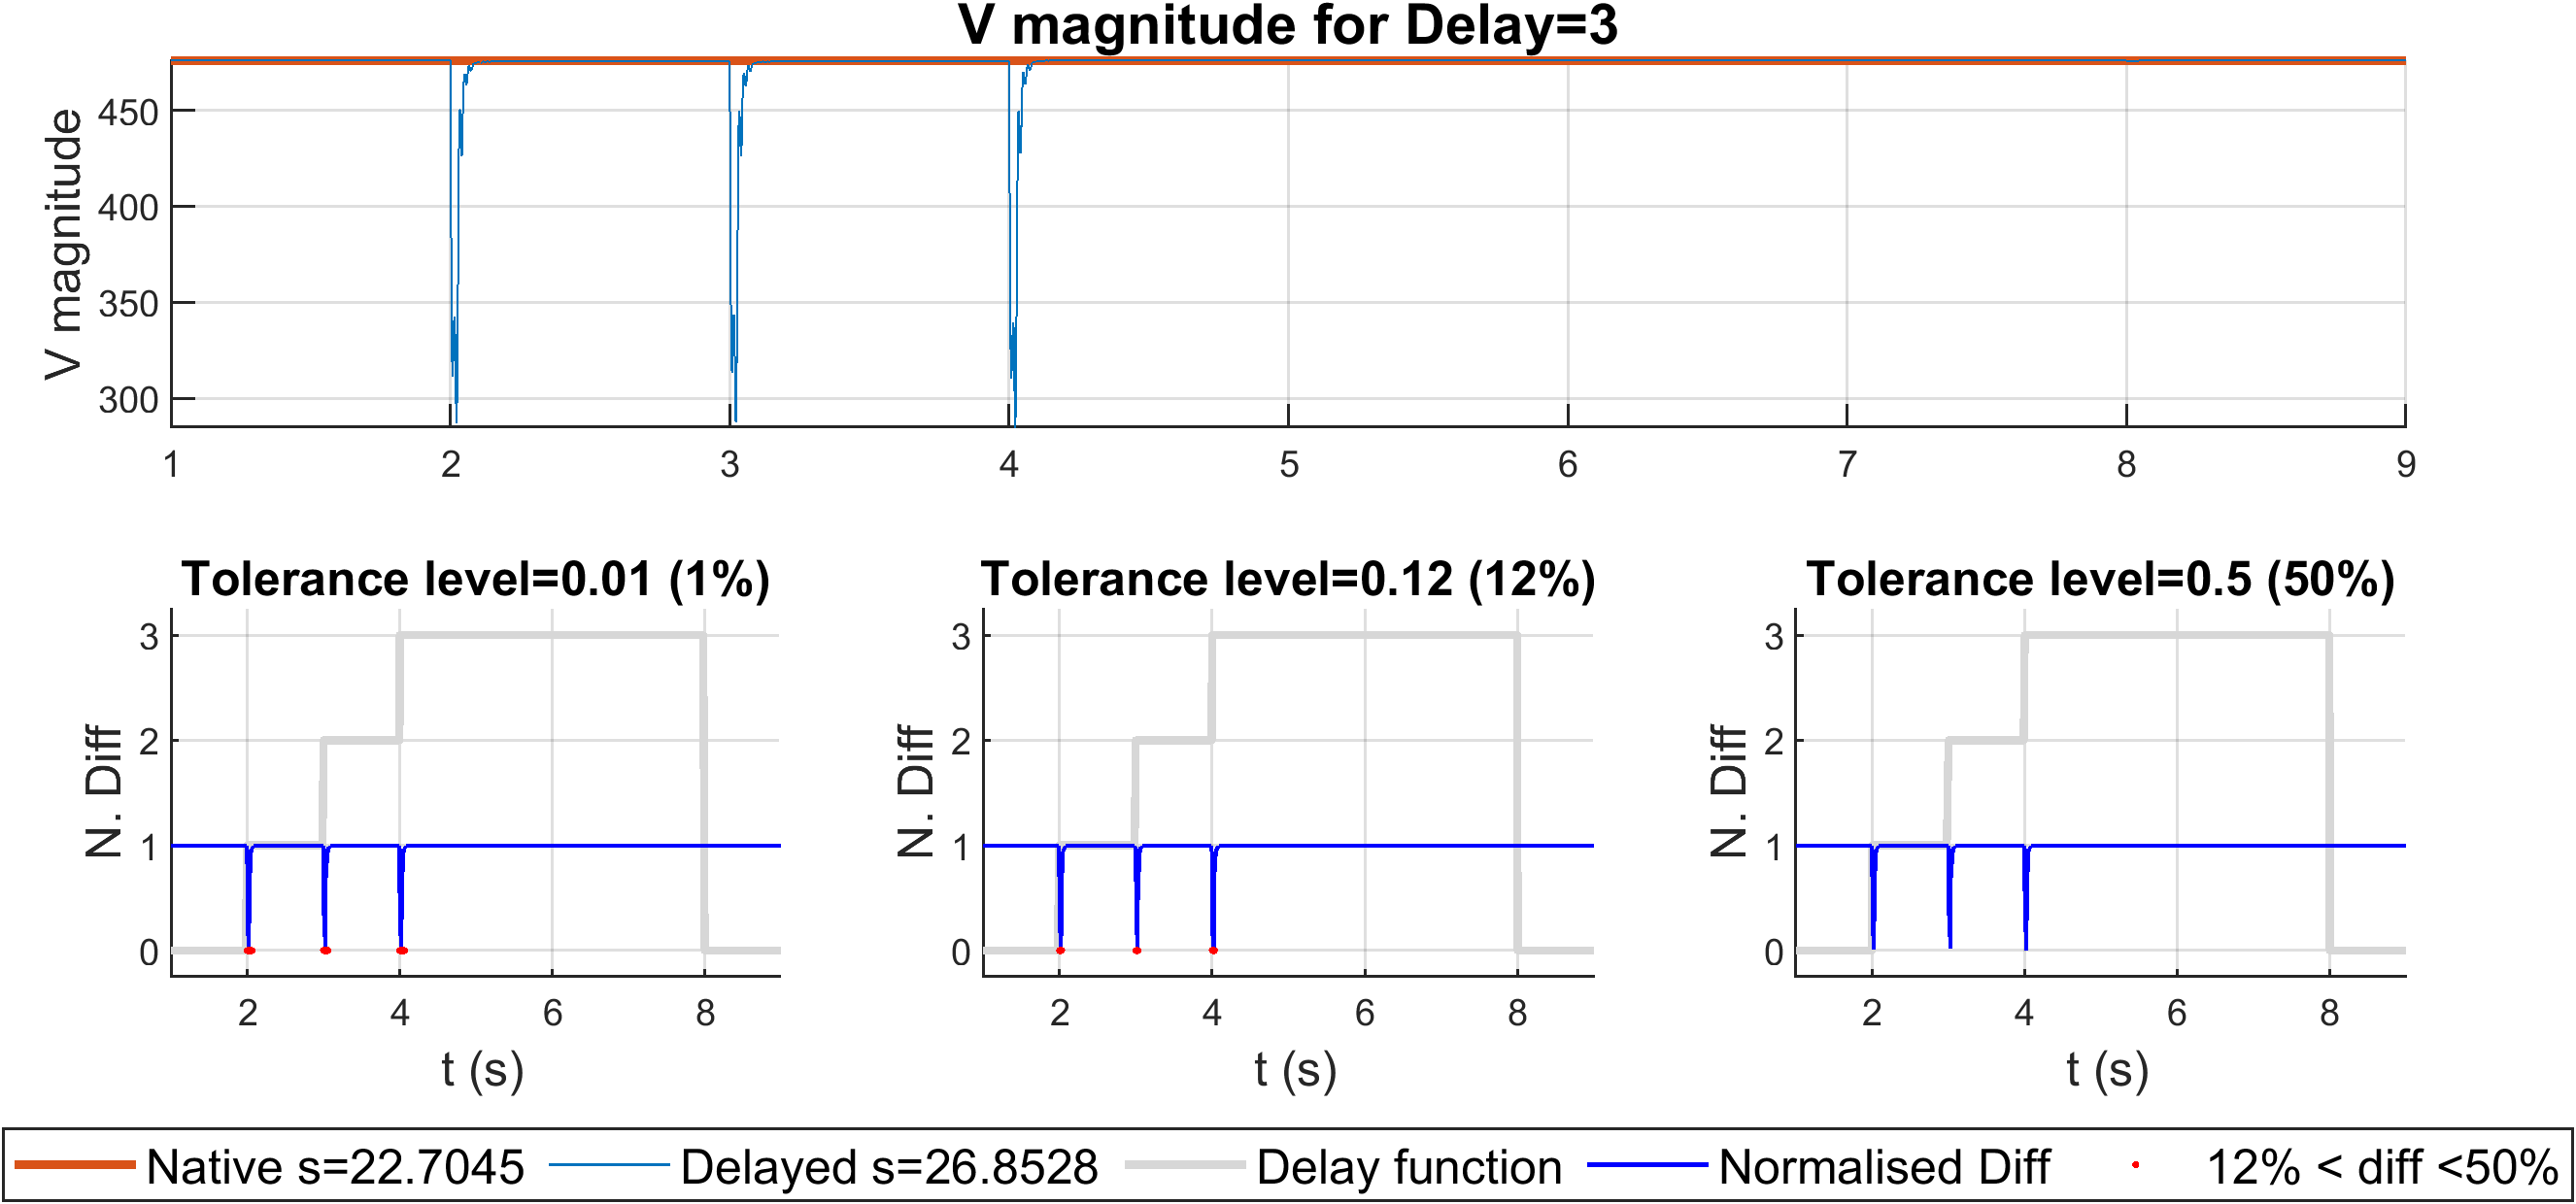 V magnitude for Delay=3
V magnitude
450
400
350
300
1 2 3 4 5 6 7 8 9
Tolerance level=0.01 (1%)
N. Diff
3
2
1
0
2 4 6 8
t (s)
Tolerance level=0.12 (12%)
N. Diff
3
2
1
0
2 4 6 8
t (s)
Tolerance level=0.5 (50%)
N. Diff
3
2
1
0
2 4 6 8
t (s)
Native s=22.7045 Delayed s=26.8528 Delay function Normalised Diff 12% < diff <50%